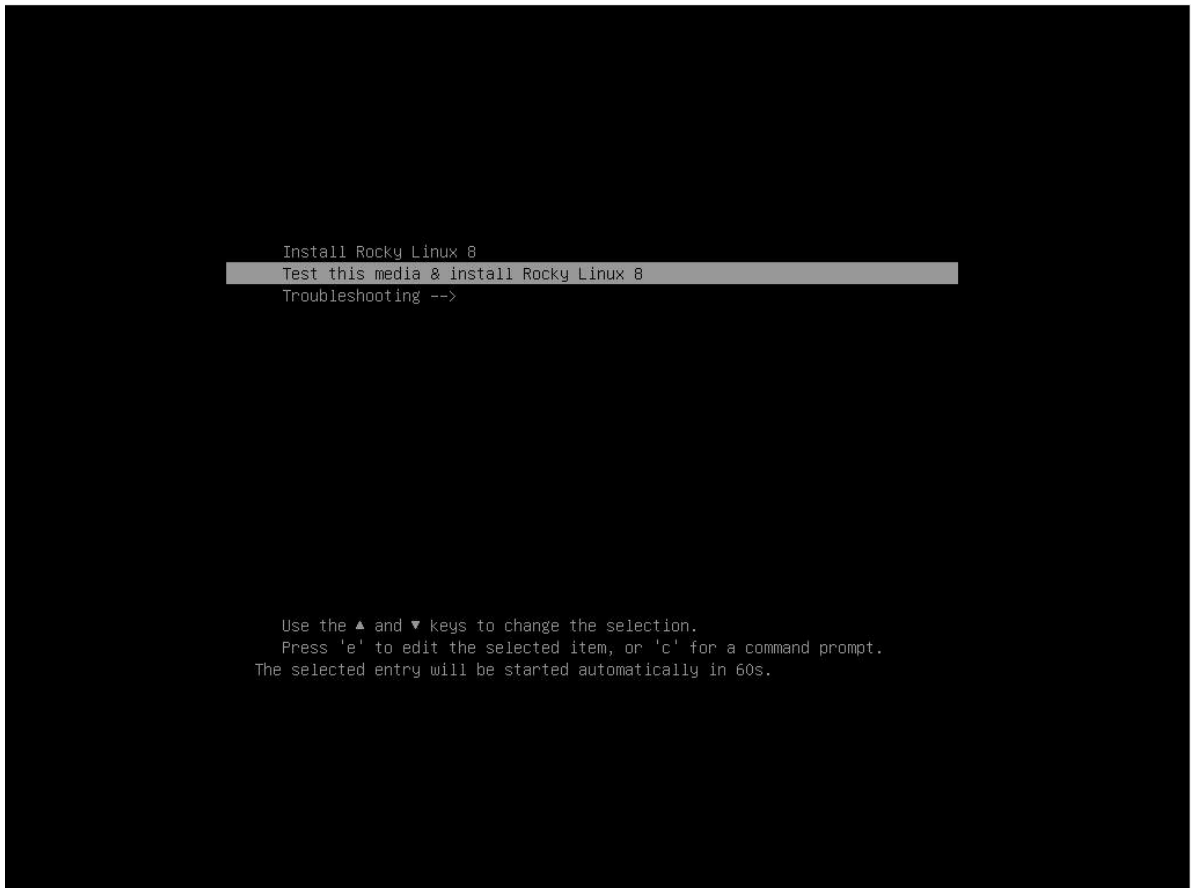 Install Rocky Linux 8
Test this media & install Rocky Linux 8
Troubleshooting -->
Use the ▲ and ▼ keys to change the selection.
Press 'e' to edit the selected item, or 'c' for a command prompt.
The selected entry will be started automatically in 60s.